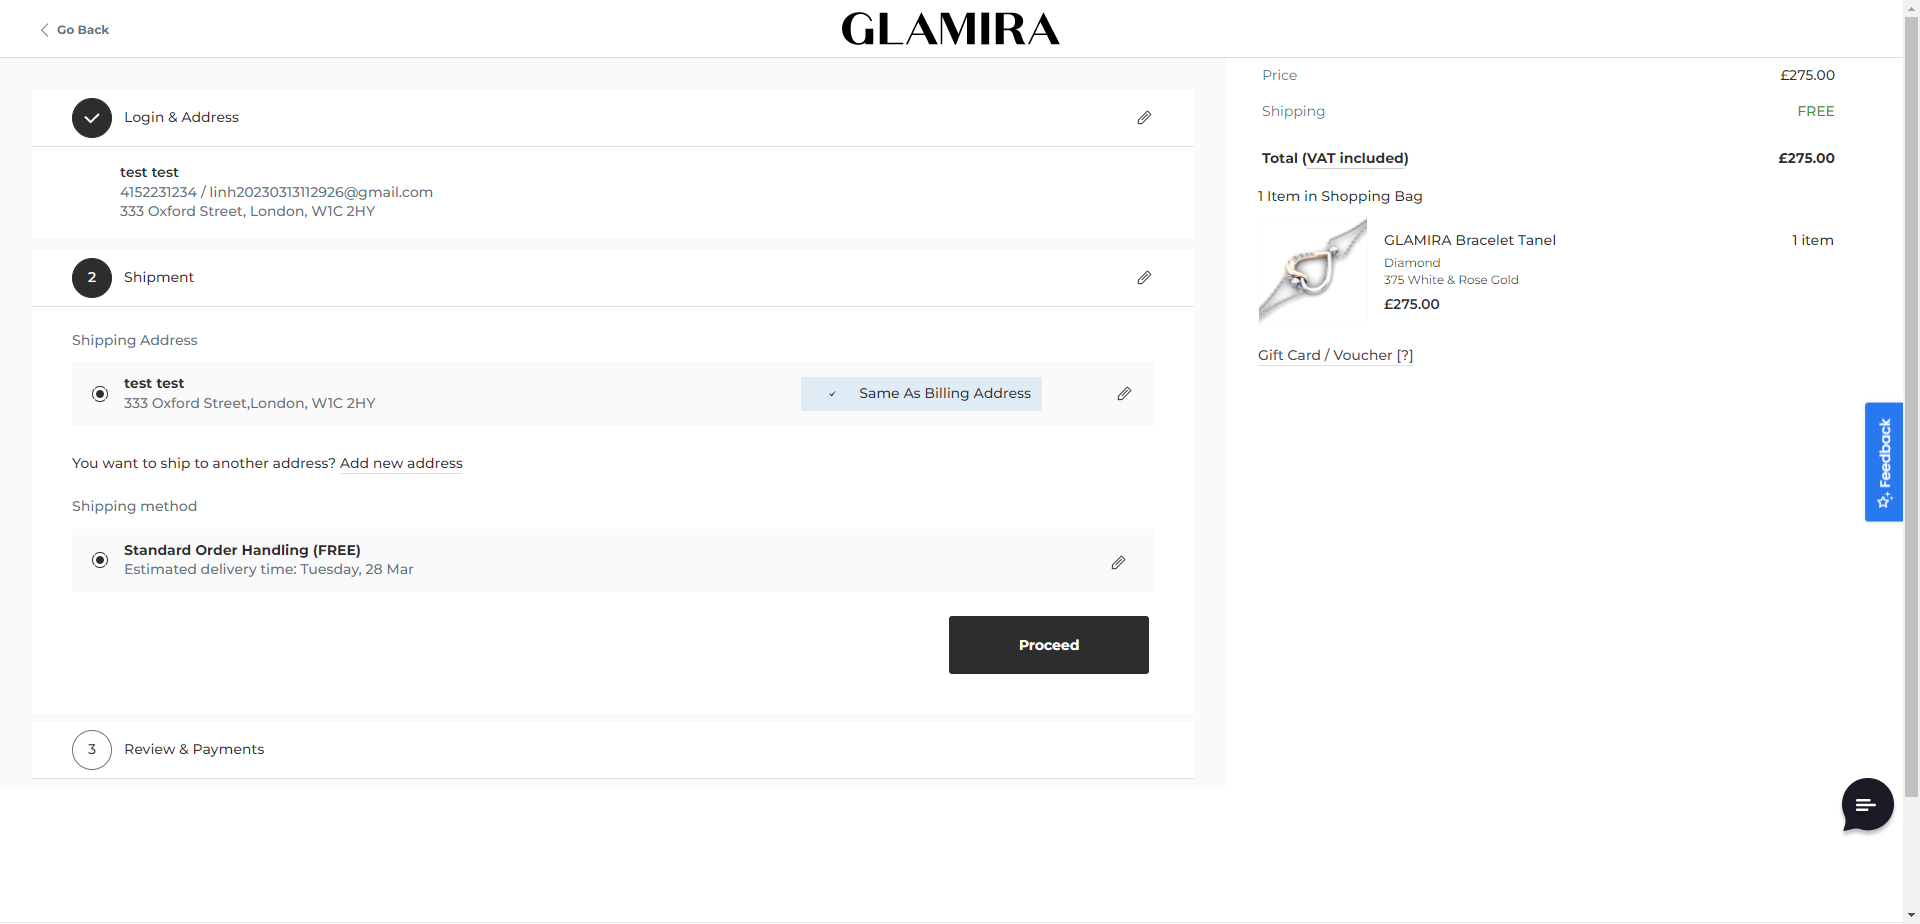 Go Back
GLAMIRA
Login & Address
test test
4152231234 / linh20230313112926@gmail.com
333 Oxford Street, London, W1C 2HY
2 Shipment
Shipping Address
test test
333 Oxford Street,London, W1C 2HY
Same As Billing Address
You want to ship to another address? Add new address
Shipping method
Standard Order Handling (FREE)
Estimated delivery time: Tuesday, 28 Mar
Proceed
3 Review & Payments
Price £275.00
Shipping FREE
Total (VAT included) £275.00
1 Item in Shopping Bag
GLAMIRA Bracelet Tanel 1 item
Diamond
375 White & Rose Gold
£275.00
Gift Card / Voucher [?]
Feedback